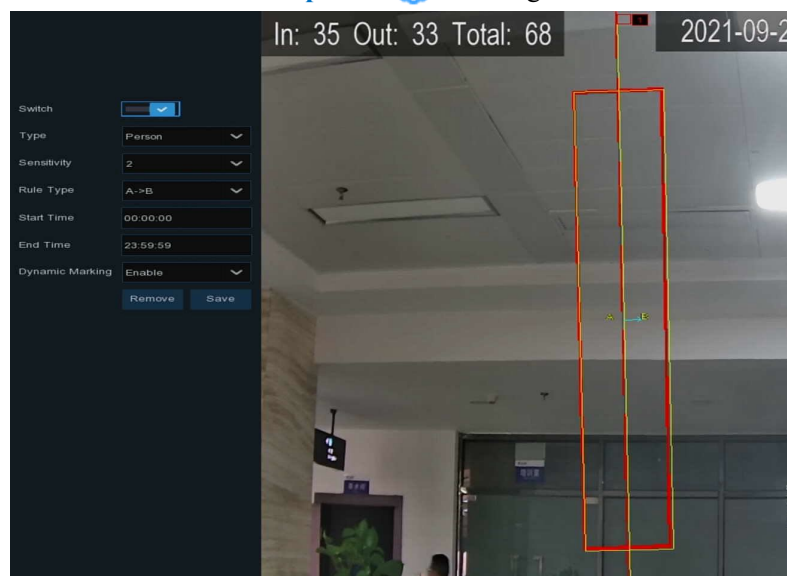 In: 35 Out: 33 Total: 68
2021-09-2
1
Switch
Type
Person
Sensitivity
2
Rule Type
A->B
Start Time
00:00:00
End Time
23:59:59
Dynamic Marking
Enable
Remove
Save
A
B